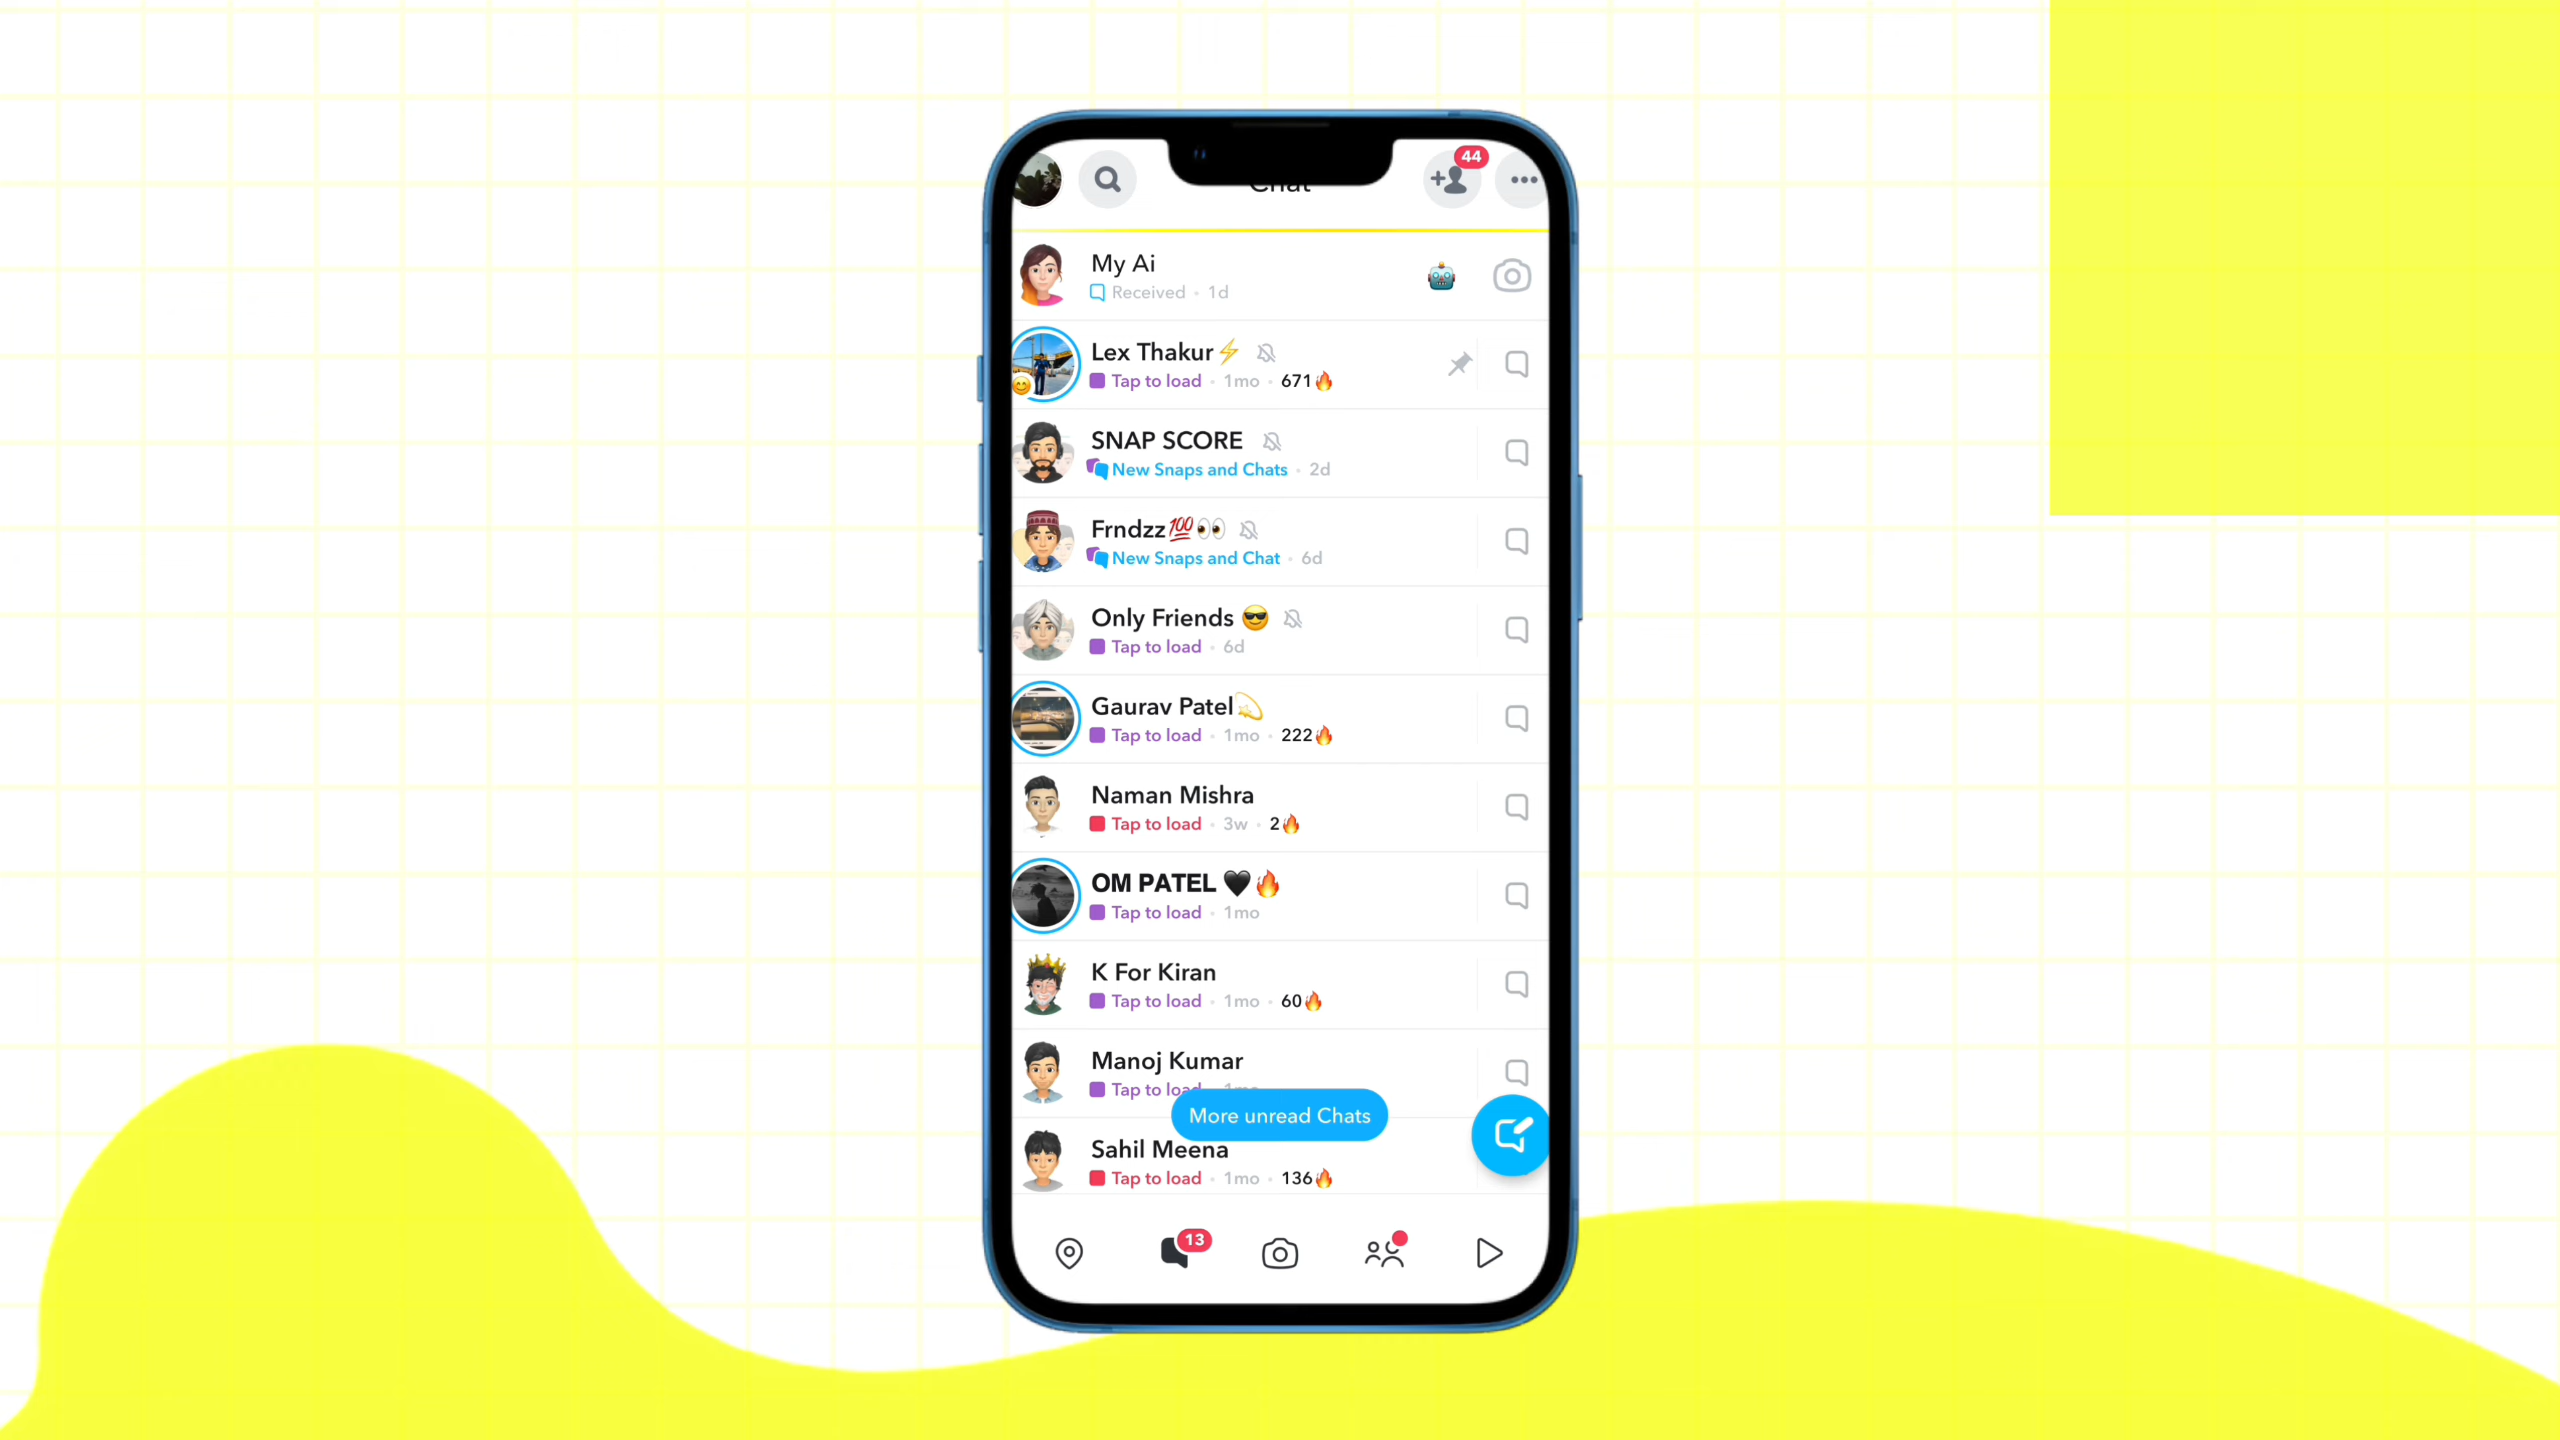 44
Chat
My Ai
Received • 1d
Lex Thakur⚡
Tap to load • 1mo • 671🔥
SNAP SCORE
New Snaps and Chats • 2d
Frndzz💯👀
New Snaps and Chat • 6d
Only Friends 😎
Tap to load • 6d
Gaurav Patel💫
Tap to load • 1mo • 222🔥
Naman Mishra
Tap to load • 3w • 2🔥
OM PATEL 🖤🔥
Tap to load • 1mo
K For Kiran
Tap to load • 1mo • 60🔥
Manoj Kumar
Tap to load • 1mo
More unread Chats
Sahil Meena
Tap to load • 1mo • 136🔥
13